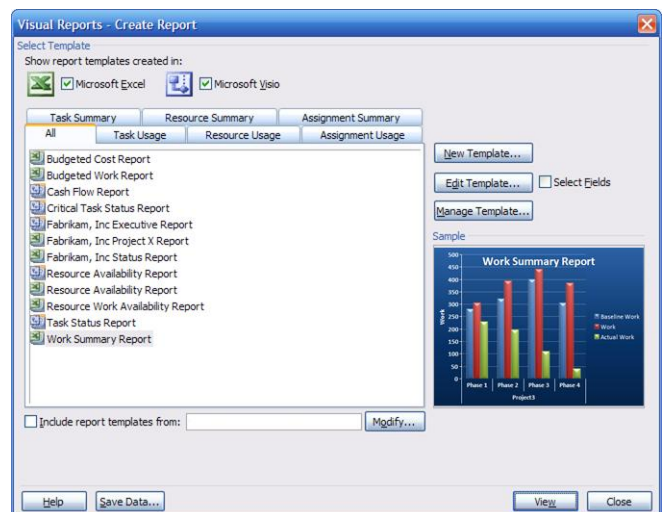 Visual Reports - Create Report
Select Template
Show report templates created in:
Microsoft Excel
Microsoft Visio
Task Summary
Resource Summary
Assignment Summary
All
Task Usage
Resource Usage
Assignment Usage
Budgeted Cost Report
Budgeted Work Report
Cash Flow Report
Critical Task Status Report
Fabrikam, Inc Executive Report
Fabrikam, Inc Project X Report
Fabrikam, Inc Status Report
Resource Availability Report
Resource Availability Report
Resource Work Availability Report
Task Status Report
Work Summary Report
New Template...
Edit Template...
Select Fields
Manage Template...
Sample
Work Summary Report
500
450
400
350
300
250
200
150
100
50
0
Work
Baseline Work
Work
Actual Work
Phase 1
Phase 2
Phase 3
Phase 4
Project3
Include report templates from:
Modify...
Help
Save Data...
View
Close